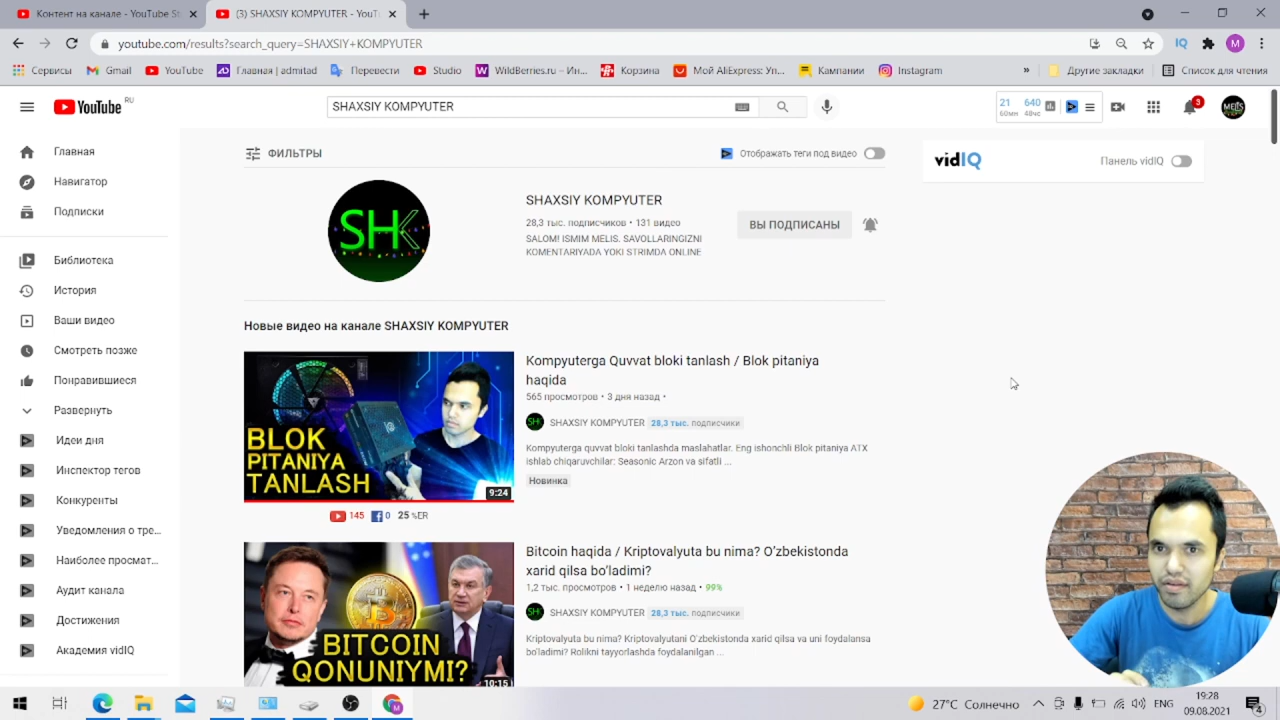 Контент на канале - YouTube St
(3) SHAXSIY KOMPYUTER - YouT
youtube.com/results?search_query=SHAXSIY+KOMPYUTER
Сервисы
Gmail
YouTube
Главная | admitad
Перевести
Studio
WildBerries.ru – Ин...
Корзина
Мой AliExpress: Уп...
Кампании
Instagram
»
Другие закладки
Список для чтения
YouTube RU
SHAXSIY KOMPYUTER
21 640
60мн 48чс
3
MELIS
Главная
Навигатор
Подписки
Библиотека
История
Ваши видео
Смотреть позже
Понравившиеся
Развернуть
Идеи дня
Инспектор тегов
Конкуренты
Уведомления о тре...
Наиболее просмат...
Аудит канала
Достижения
Академия vidIQ
ФИЛЬТРЫ
Отображать теги под видео
vidIQ
Панель vidIQ
SHK
SHAXSIY KOMPYUTER
28,3 тыс. подписчиков • 131 видео
SALOM! ISMIM MELIS. SAVOLLARINGIZNI
KOMENTARIYADA YOKI STRIMDA ONLINE
ВЫ ПОДПИСАНЫ
Новые видео на канале SHAXSIY KOMPYUTER
BLOK
PITANIYA
TANLASH
9:24
145 0 25 %ER
Kompyuterga Quvvat bloki tanlash / Blok pitaniya
haqida
565 просмотров • 3 дня назад •
SHAXSIY KOMPYUTER 28,3 тыс. подписчики
Kompyuterga quvvat bloki tanlashda maslahatlar. Eng ishonchli Blok pitaniya ATX
ishlab chiqaruvchilar: Seasonic Arzon va sifatli ...
Новинка
BITCOIN
QONUNIYMI?
10:15
Bitcoin haqida / Kriptovalyuta bu nima? O'zbekistonda
xarid qilsa bo'ladimi?
1,2 тыс. просмотров • 1 неделю назад • 99%
SHAXSIY KOMPYUTER 28,3 тыс. подписчики
Kriptovalyuta bu nima? Kriptovalyutani O'zbekistonda xarid qilsa va uni foydalansa
bo'ladimi? Rolikni tayyorlashda foydalanilgan ...
27°C Солнечно
ENG
19:28
09.08.2021
4